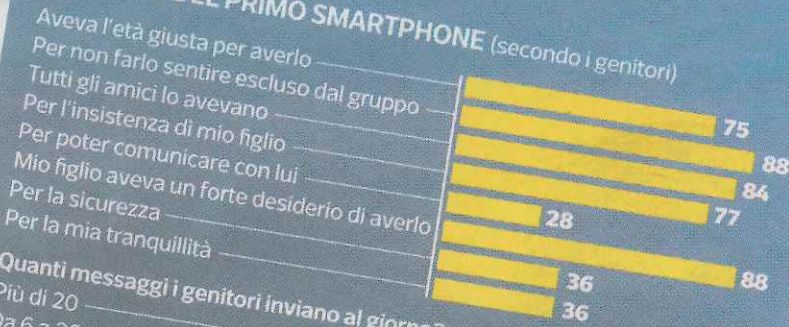 PRIMO SMARTPHONE (secondo i genitori)
Aveva l'età giusta per averlo 75
Per non farlo sentire escluso dal gruppo 88
Tutti gli amici lo avevano 84
Per l'insistenza di mio figlio 77
Per poter comunicare con lui 28
Mio figlio aveva un forte desiderio di averlo 88
Per la sicurezza 36
Per la mia tranquillità 36
Quanti messaggi i genitori inviano al giorno?
Più di 20